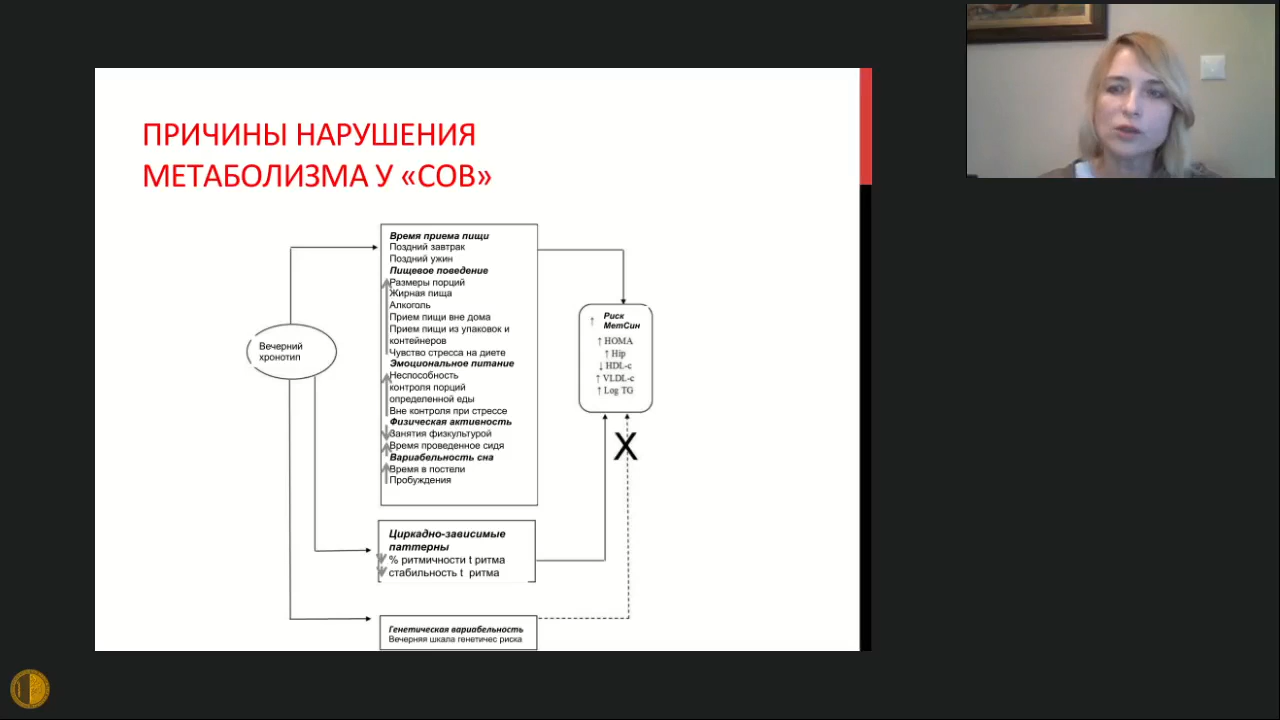 ПРИЧИНЫ НАРУШЕНИЯ
МЕТАБОЛИЗМА У «СОВ»
Вечерний
хронотип
Время приема пищи
Поздний завтрак
Поздний ужин
Пищевое поведение
Размеры порций
Жирная пища
Алкоголь
Прием пищи вне дома
Прием пищи из упаковок и
контейнеров
Чувство стресса на диете
Эмоциональное питание
Неспособность
контроля порций
определенной еды
Вне контроля при стрессе
Физическая активность
Занятия физкультурой
Время проведенное сидя
Вариабельность сна
Время в постели
Пробуждения
Циркадно-зависимые
паттерны
% ритмичности t ритма
стабильность t ритма
Генетическая вариабельность
Вечерняя шкала генетичес риска
↑ Риск
МетСин
↑ HOMA
↑ Hip
↓ HDL-c
↑ VLDL-c
↑ Log TG
X